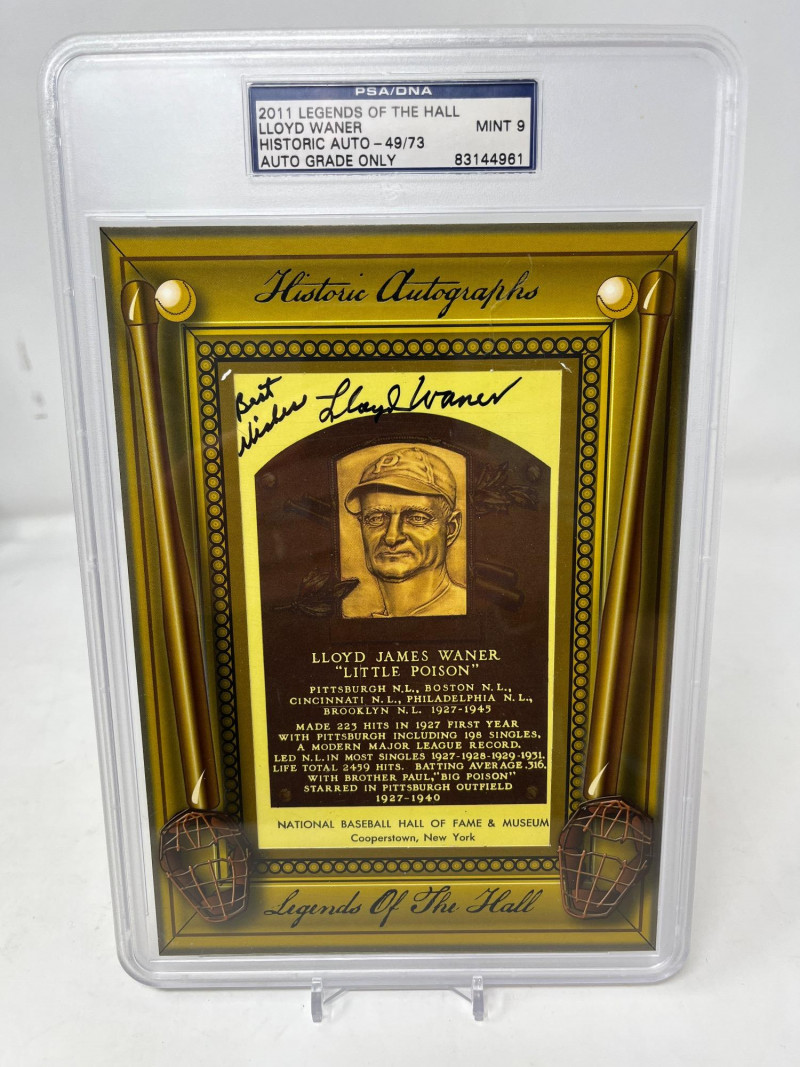 PSA/DNA
2011 LEGENDS OF THE HALL
LLOYD WANER MINT 9
HISTORIC AUTO - 49/73
AUTO GRADE ONLY 83144961
Historic Autographs
Best Wishes Lloyd Waner
P
LLOYD JAMES WANER
"LITTLE POISON"
PITTSBURGH N.L., BOSTON N.L.,
CINCINNATI N.L., PHILADELPHIA N.L.,
BROOKLYN N.L. 1927-1945
MADE 223 HITS IN 1927 FIRST YEAR
WITH PITTSBURGH INCLUDING 198 SINGLES,
A MODERN MAJOR LEAGUE RECORD.
LED N.L. IN MOST SINGLES 1927-1928-1929-1931.
LIFE TOTAL 2459 HITS. BATTING AVERAGE .316.
WITH BROTHER PAUL, "BIG POISON"
STARRED IN PITTSBURGH OUTFIELD
1927-1940
NATIONAL BASEBALL HALL OF FAME & MUSEUM
Cooperstown, New York
Legends Of The Hall